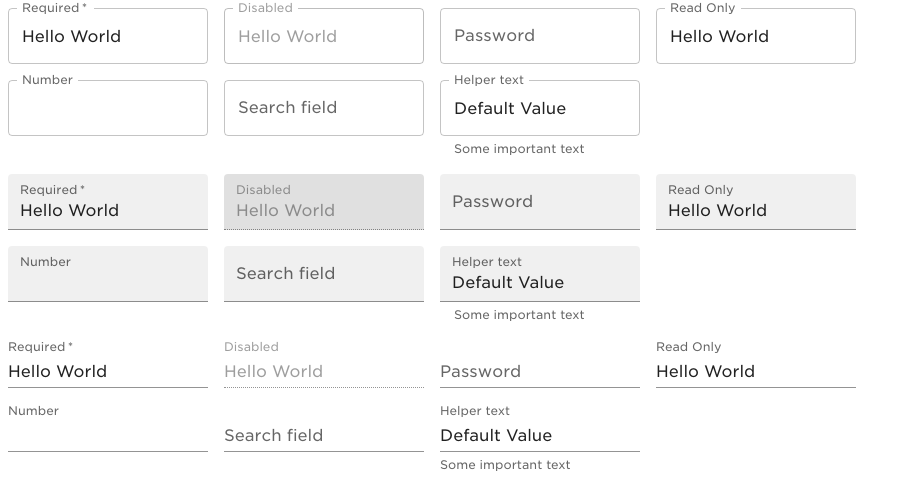 Required *
Disabled
Read Only
Hello World
Hello World
Password
Hello World
Number
Helper text
Search field
Default Value
Some important text
Required *
Disabled
Read Only
Hello World
Hello World
Password
Hello World
Number
Helper text
Search field
Default Value
Some important text
Required *
Disabled
Read Only
Hello World
Hello World
Password
Hello World
Number
Helper text
Search field
Default Value
Some important text